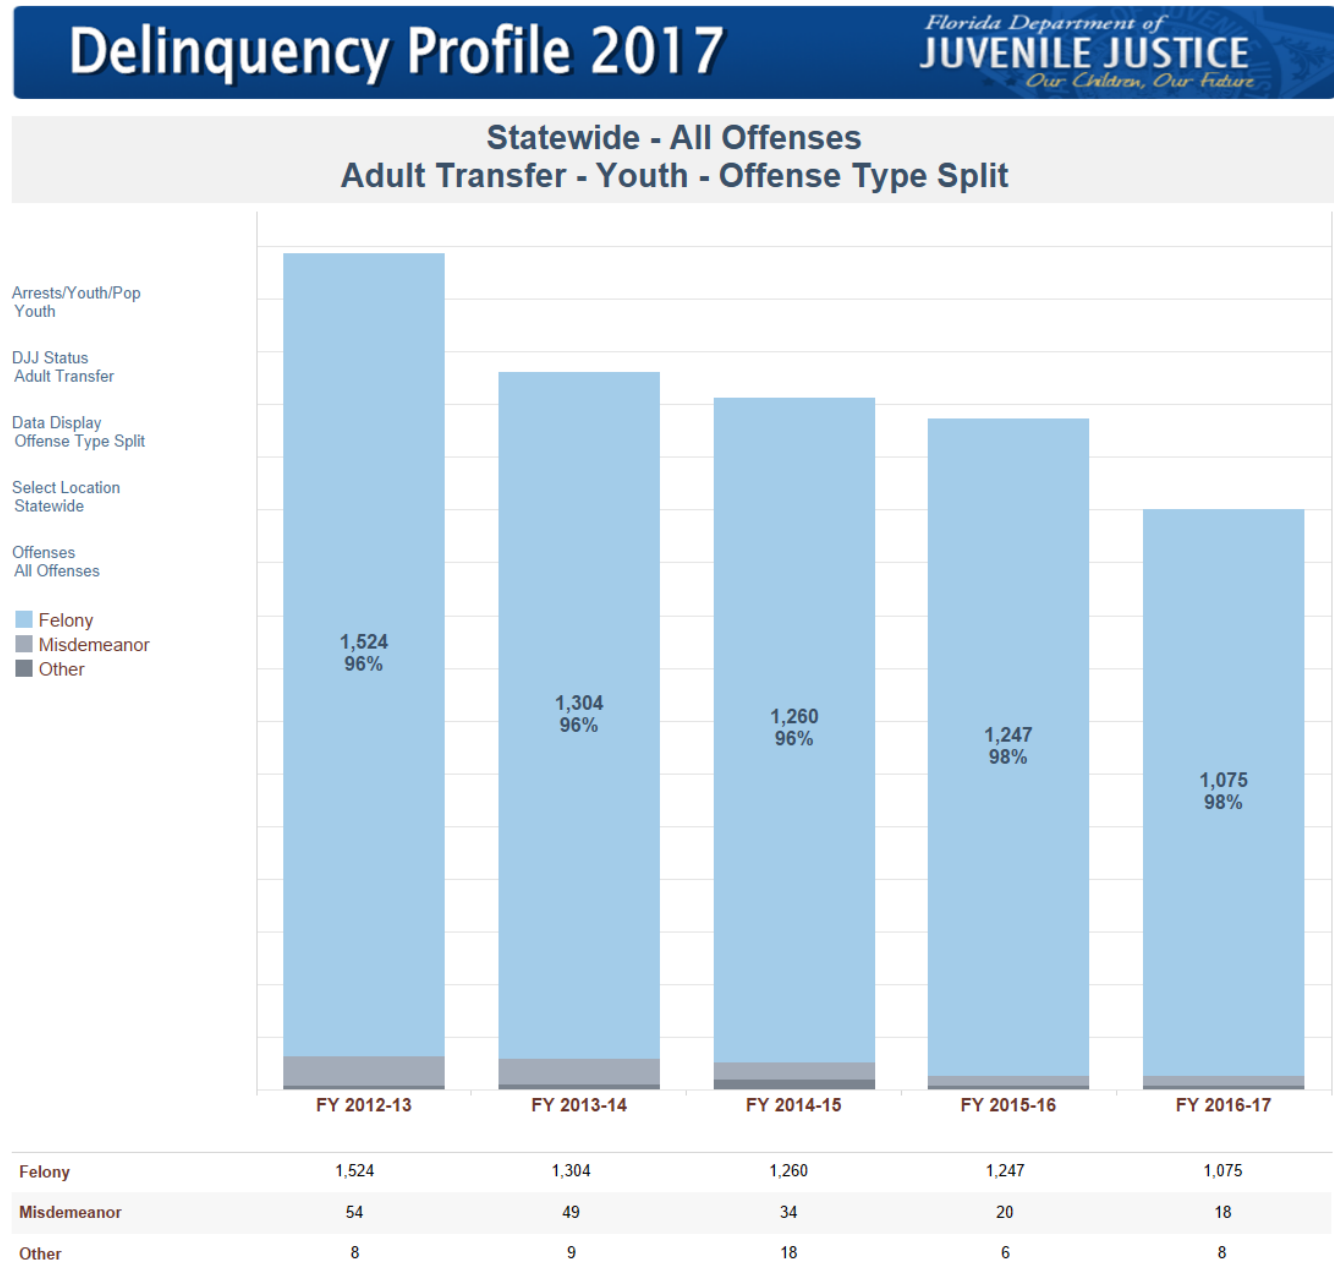 Delinquency Profile 2017
Florida Department of
JUVENILE JUSTICE
Our Children, Our Future
Statewide - All Offenses
Adult Transfer - Youth - Offense Type Split
Arrests/Youth/Pop
Youth
DJJ Status
Adult Transfer
Data Display
Offense Type Split
Select Location
Statewide
Offenses
All Offenses
Felony
Misdemeanor
Other
1,524
96%
1,304
96%
1,260
96%
1,247
98%
1,075
98%
FY 2012-13 FY 2013-14 FY 2014-15 FY 2015-16 FY 2016-17
Felony 1,524 1,304 1,260 1,247 1,075
Misdemeanor 54 49 34 20 18
Other 8 9 18 6 8